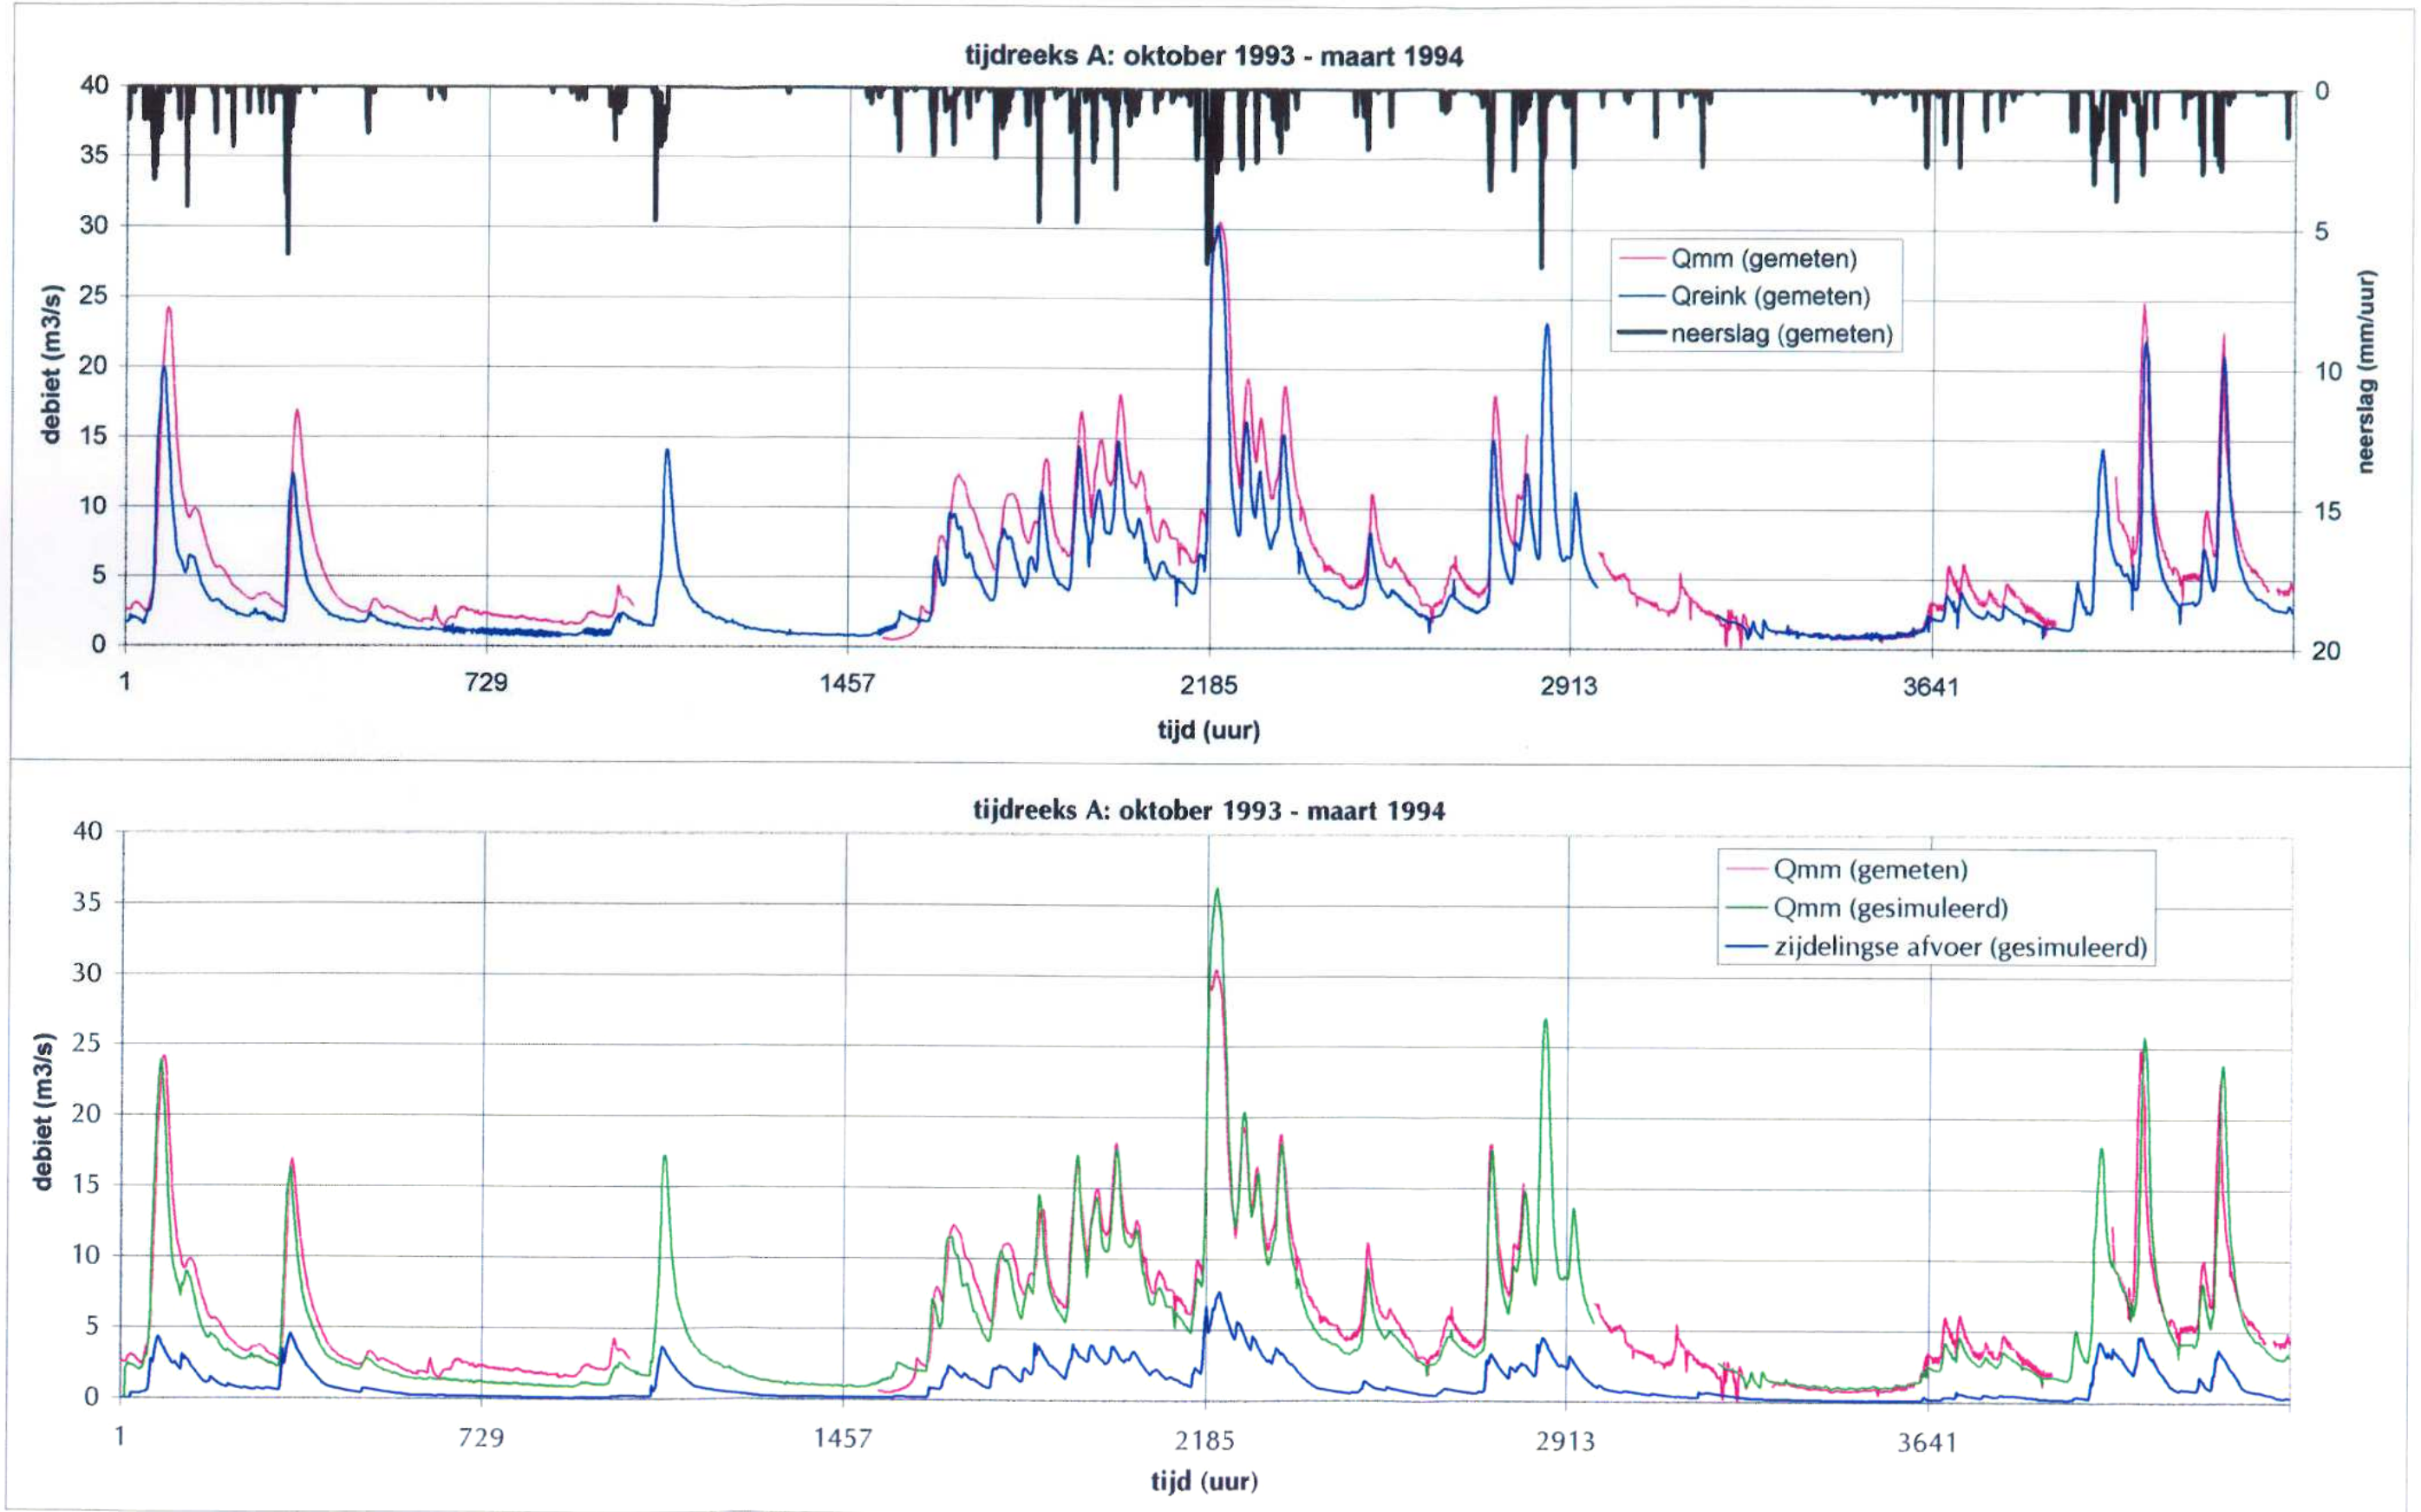 tijdreeks A: oktober 1993 - maart 1994
40
35
30
25
20
15
10
5
0
debiet (m3/s)
0
5
10
15
20
neerslag (mm/uur)
Qmm (gemeten)
Qreink (gemeten)
neerslag (gemeten)
1
729
1457
2185
2913
3641
tijd (uur)
tijdreeks A: oktober 1993 - maart 1994
40
35
30
25
20
15
10
5
0
debiet (m3/s)
Qmm (gemeten)
Qmm (gesimuleerd)
zijdelingse afvoer (gesimuleerd)
1
729
1457
2185
2913
3641
tijd (uur)